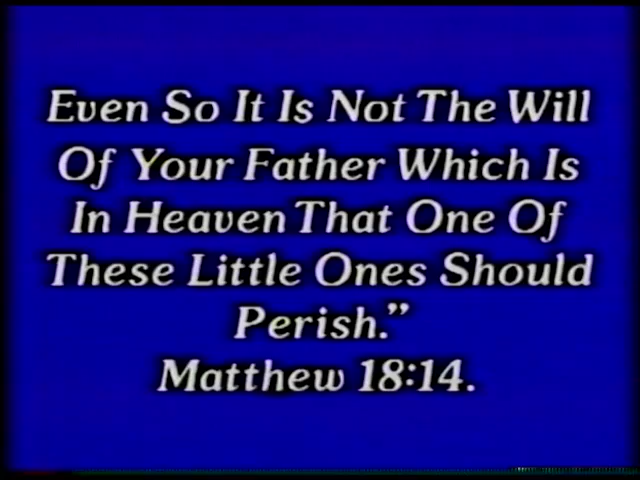 Even So It Is Not The Will
Of Your Father Which Is
In Heaven That One Of
These Little Ones Should
Perish.”
Matthew 18:14.